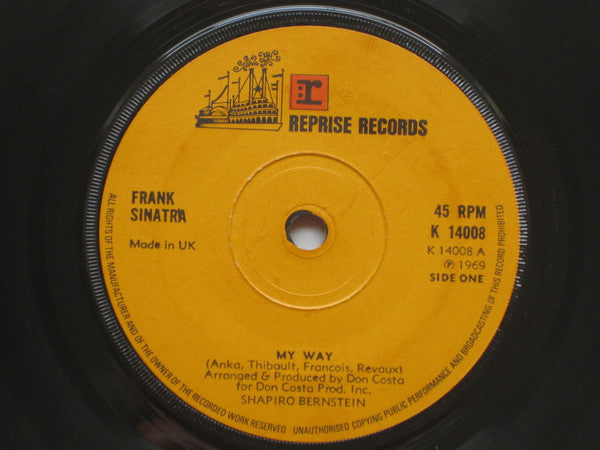 r
REPRISE RECORDS
FRANK
SINATRA
Made in UK
45 RPM
K 14008
K 14008 A
℗ 1969
SIDE ONE
MY WAY
(Anka, Thibault, Francois, Revaux)
Arranged & Produced by Don Costa
for Don Costa Prod. Inc.
SHAPIRO BERNSTEIN
ALL RIGHTS OF THE MANUFACTURER AND OF THE OWNER OF THE RECORDED WORK RESERVED · UNAUTHORISED COPYING PUBLIC PERFORMANCE AND BROADCASTING OF THIS RECORD PROHIBITED